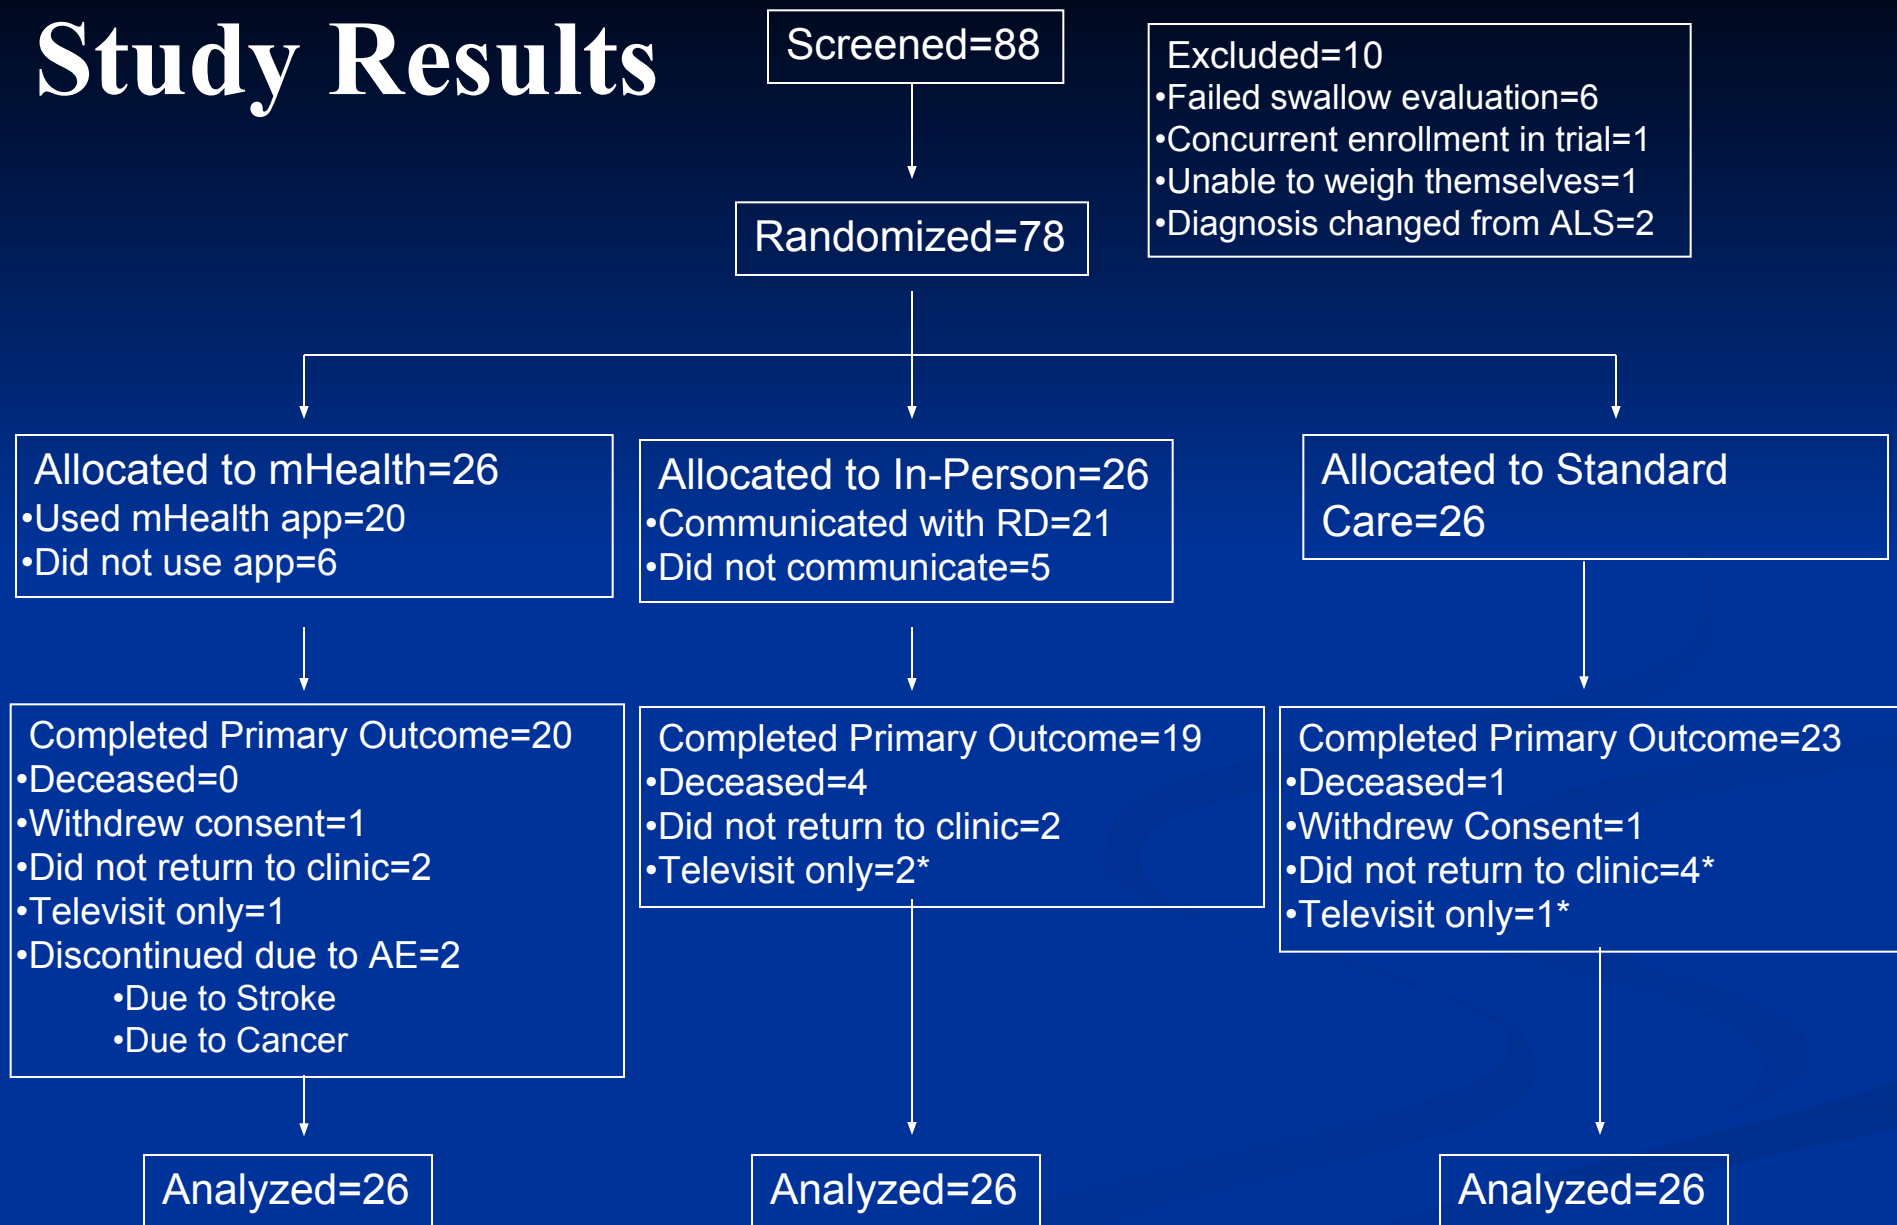 Study Results
Screened=88
Excluded=10
•Failed swallow evaluation=6
•Concurrent enrollment in trial=1
•Unable to weigh themselves=1
•Diagnosis changed from ALS=2
Randomized=78
Allocated to mHealth=26
•Used mHealth app=20
•Did not use app=6
Allocated to In-Person=26
•Communicated with RD=21
•Did not communicate=5
Allocated to Standard
Care=26
Completed Primary Outcome=20
•Deceased=0
•Withdrew consent=1
•Did not return to clinic=2
•Televisit only=1
•Discontinued due to AE=2
•Due to Stroke
•Due to Cancer
Completed Primary Outcome=19
•Deceased=4
•Did not return to clinic=2
•Televisit only=2*
Completed Primary Outcome=23
•Deceased=1
•Withdrew Consent=1
•Did not return to clinic=4*
•Televisit only=1*
Analyzed=26
Analyzed=26
Analyzed=26